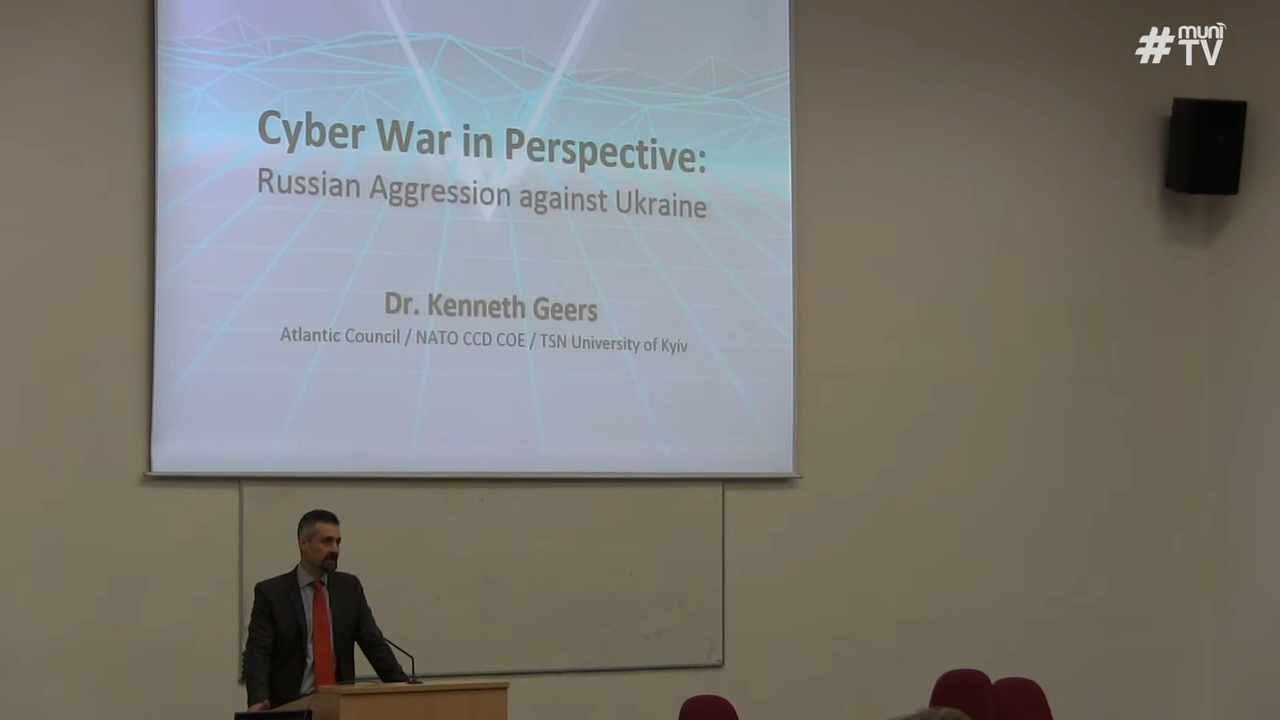 #muni
TV
Cyber War in Perspective:
Russian Aggression against Ukraine
Dr. Kenneth Geers
Atlantic Council / NATO CCD COE / TSN University of Kyiv